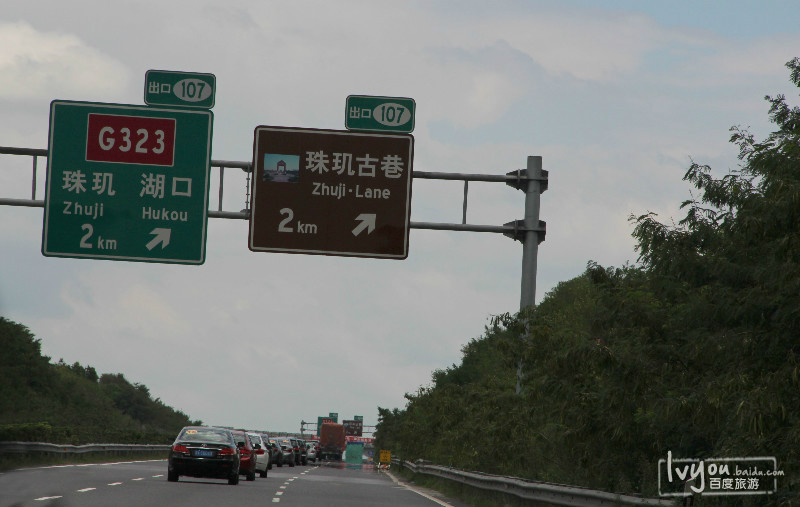 出口 107
G323
珠玑 湖口
Zhuji Hukou
2 km
出口 107
珠玑古巷
Zhuji-Lane
2 km
lvyou.baidu.com
百度旅游